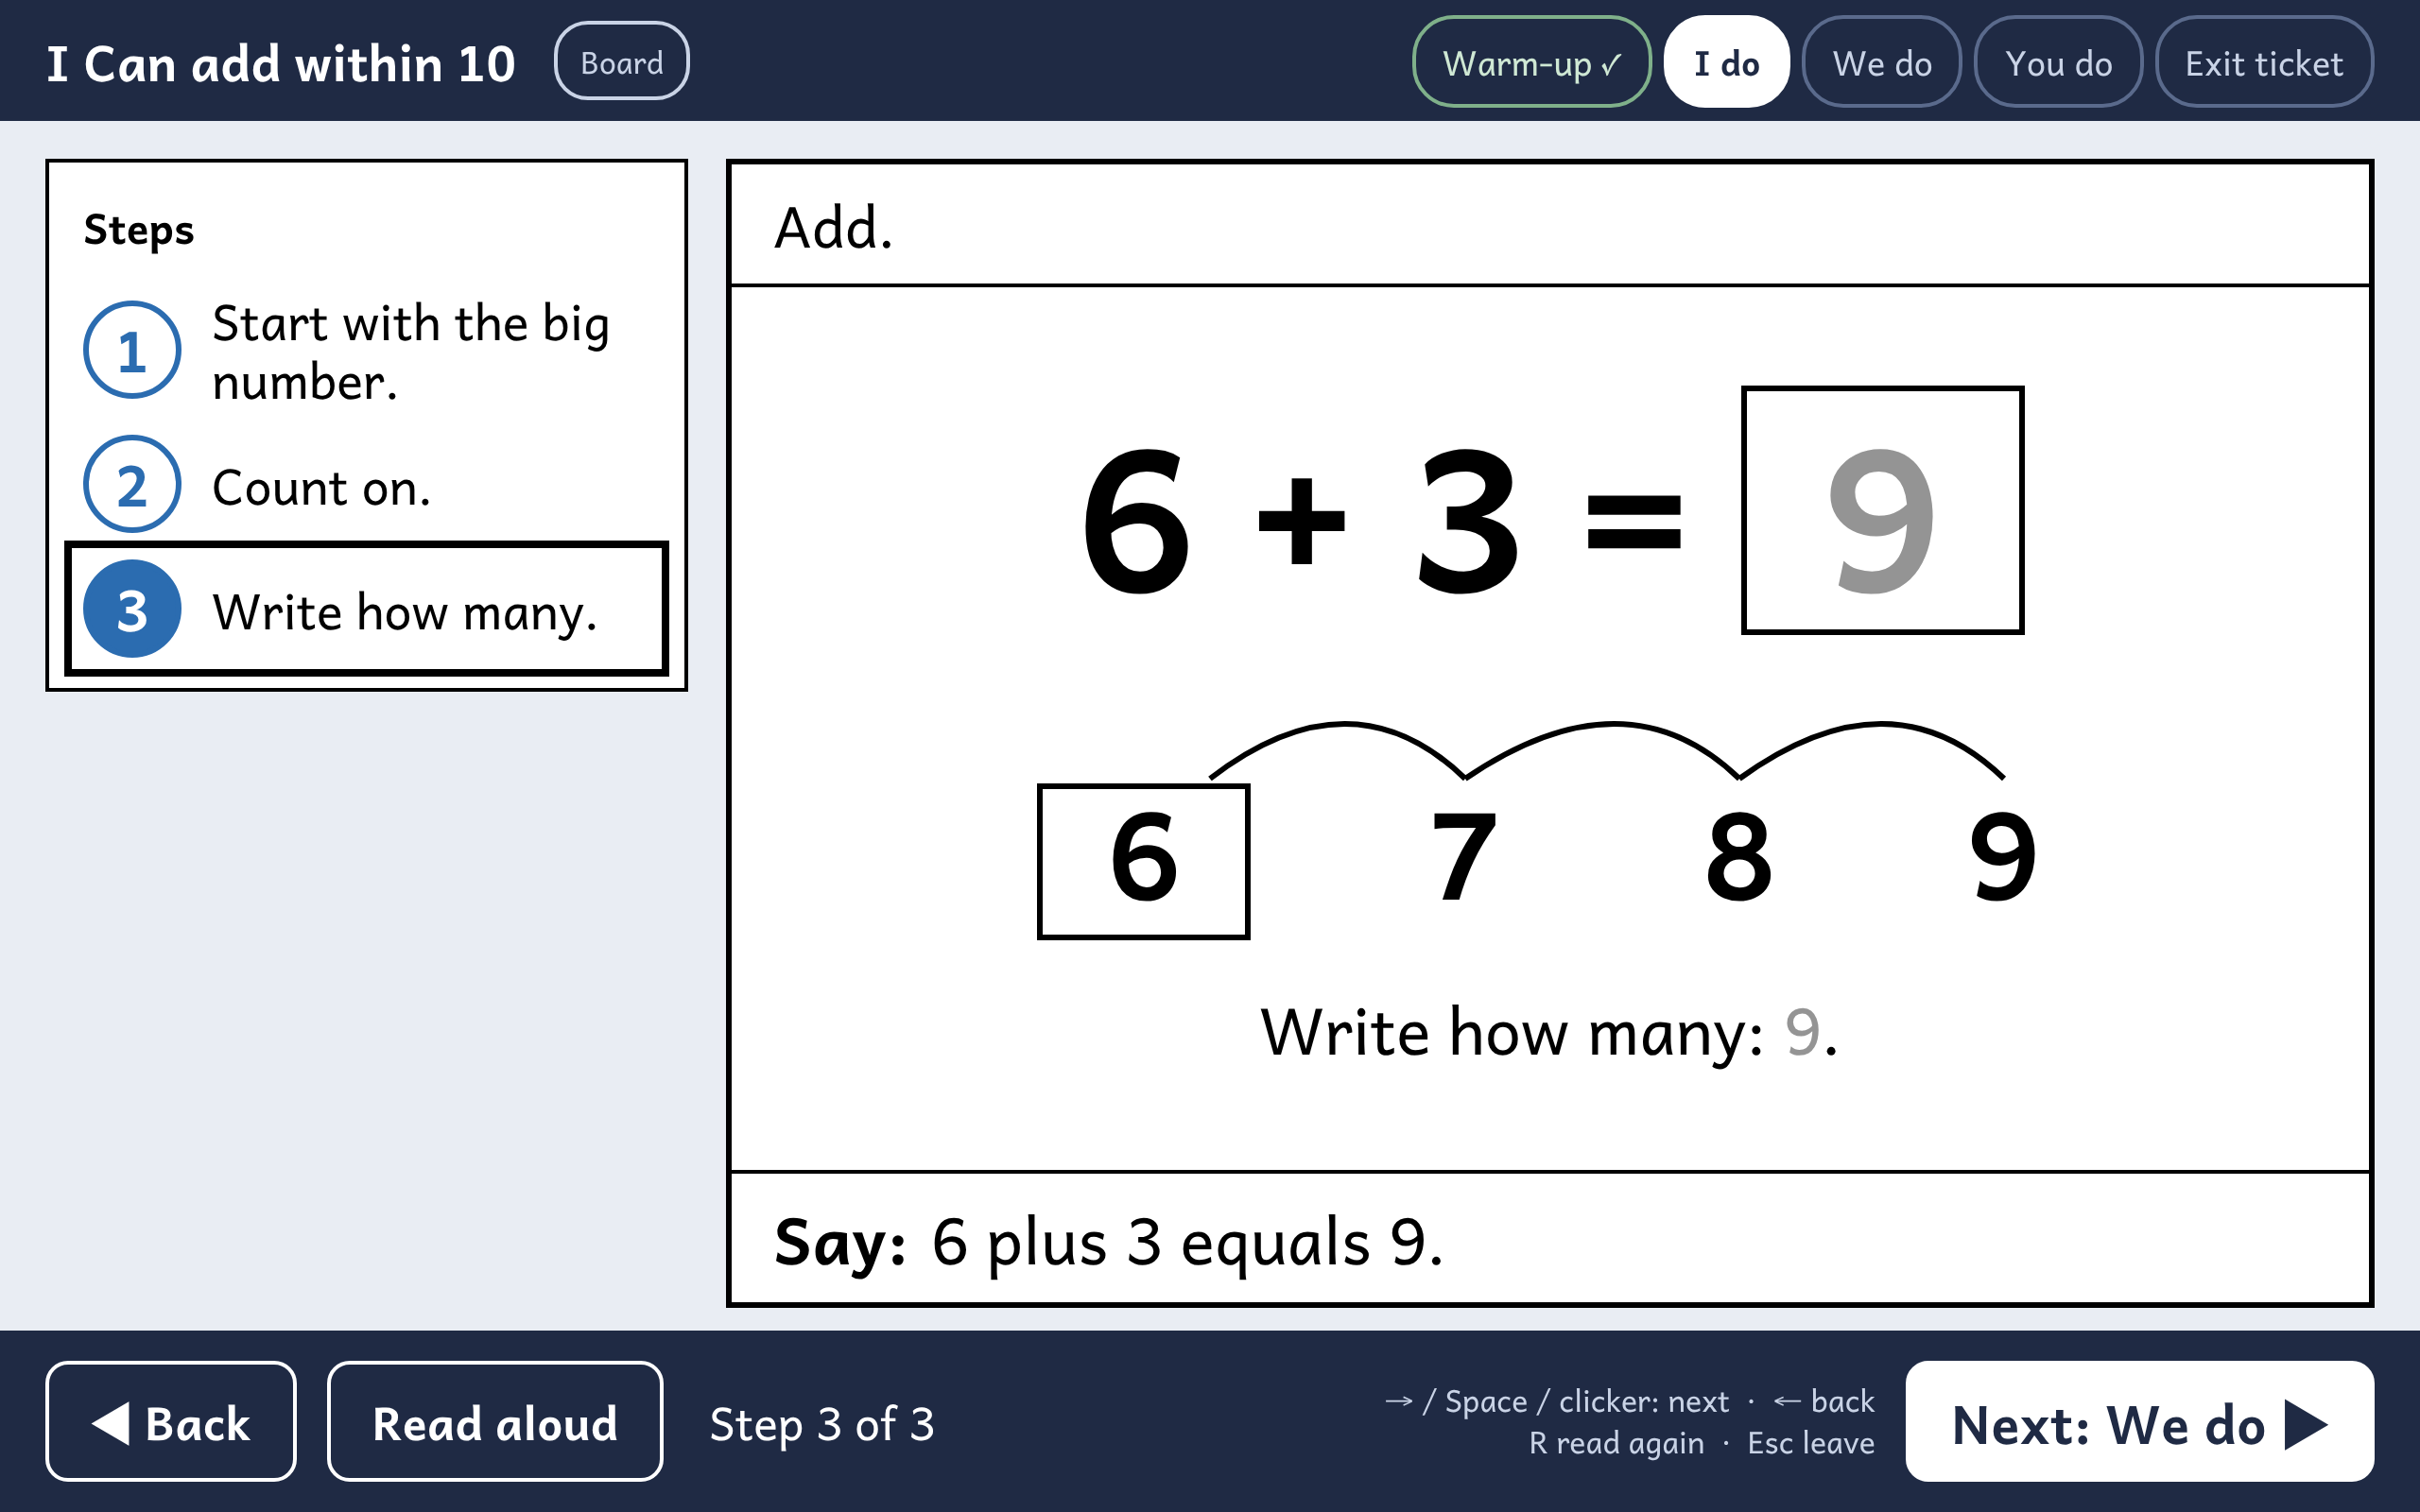 I Can add within 10
Board
Warm-up ✓
I do
We do
You do
Exit ticket
Steps
1 Start with the big
number.
2 Count on.
3 Write how many.
Add.
6 + 3 = 9
6 7 8 9
Write how many: 9.
Say: 6 plus 3 equals 9.
◀ Back
Read aloud
Step 3 of 3
→ / Space / clicker: next · ← back
R read again · Esc leave
Next: We do ▶